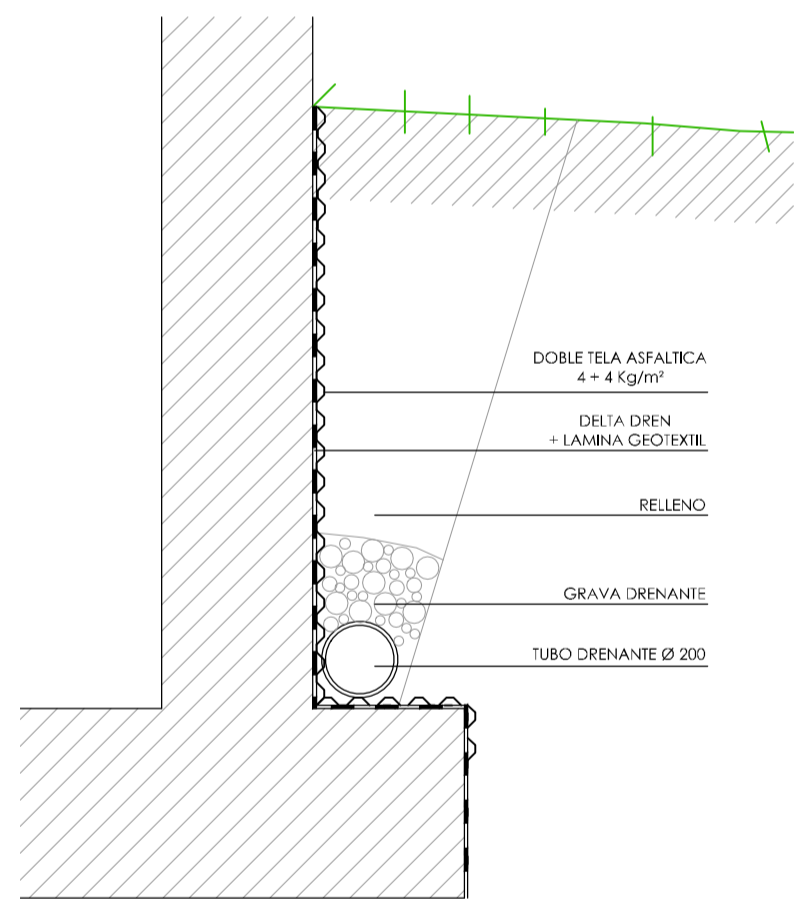 DOBLE TELA ASFALTICA
4 + 4 Kg/m²
DELTA DREN
+ LAMINA GEOTEXTIL
RELLENO
GRAVA DRENANTE
TUBO DRENANTE Ø 200